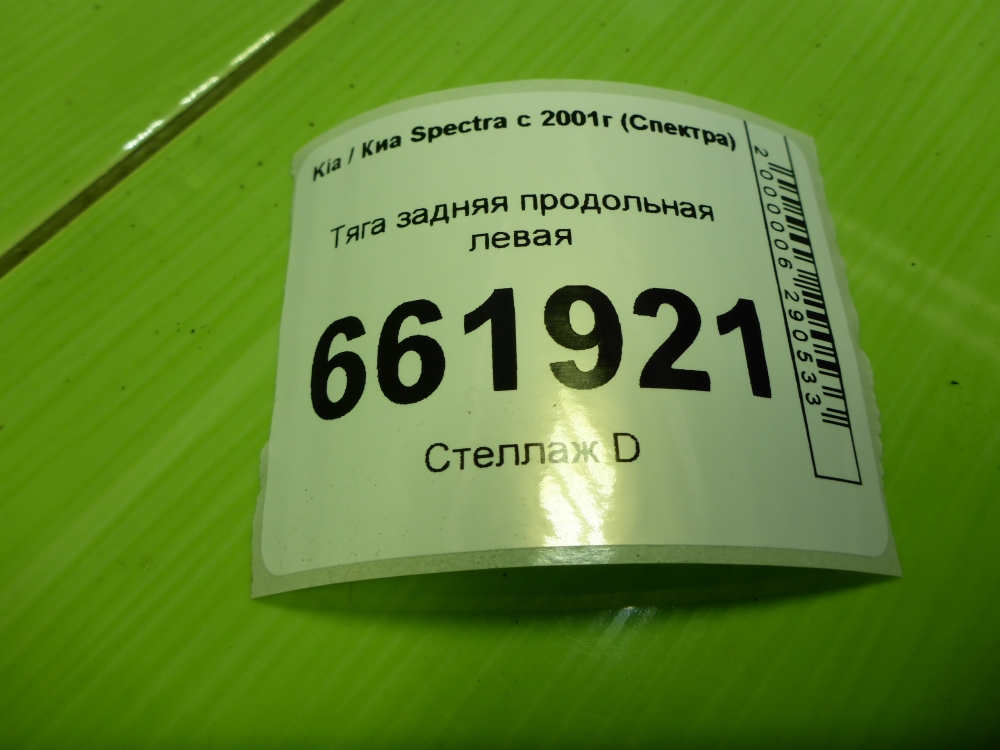 Kia / Киа Spectra с 2001г (Спектра)
Тяга задняя продольная
левая
661921
Стеллаж D
2000006290533